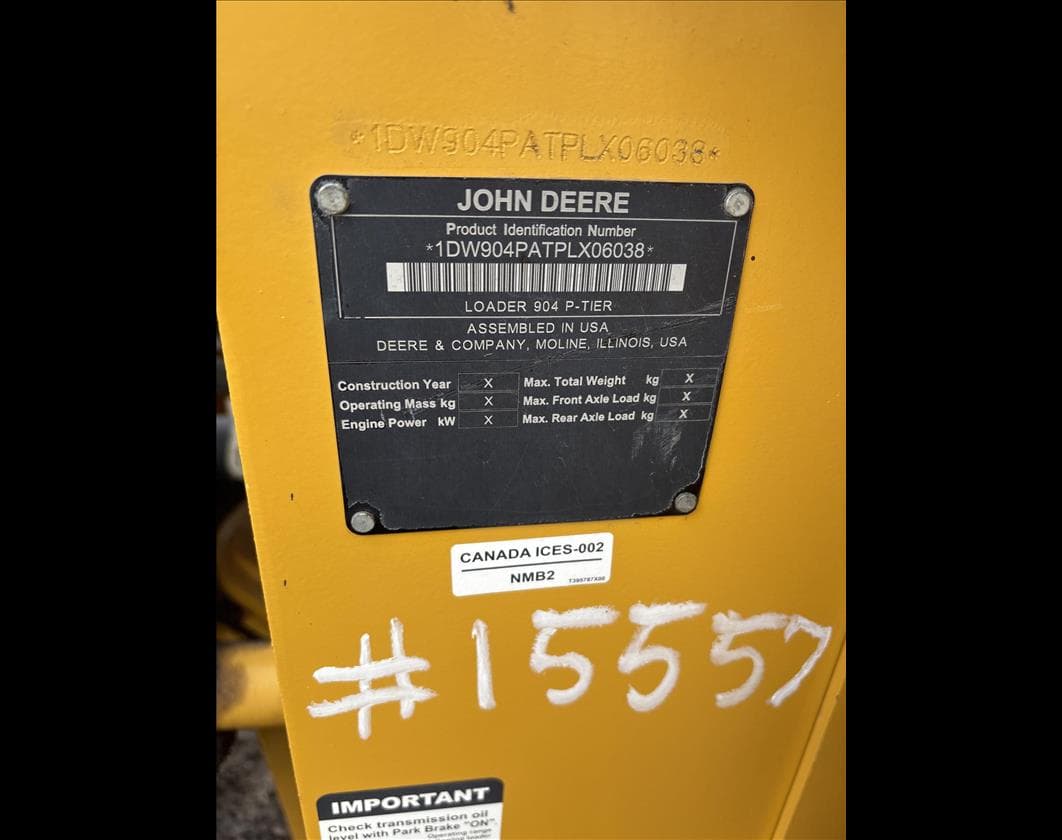 *1DW904PATPLX06038*
JOHN DEERE
Product Identification Number
*1DW904PATPLX06038*
LOADER 904 P-TIER
ASSEMBLED IN USA
DEERE & COMPANY, MOLINE, ILLINOIS, USA
Construction Year X Max. Total Weight kg X
Operating Mass kg X Max. Front Axle Load kg X
Engine Power kW X Max. Rear Axle Load kg X
CANADA ICES-002
NMB2
#15557
IMPORTANT
Check transmission oil
level with Park Brake "ON"
Operating range